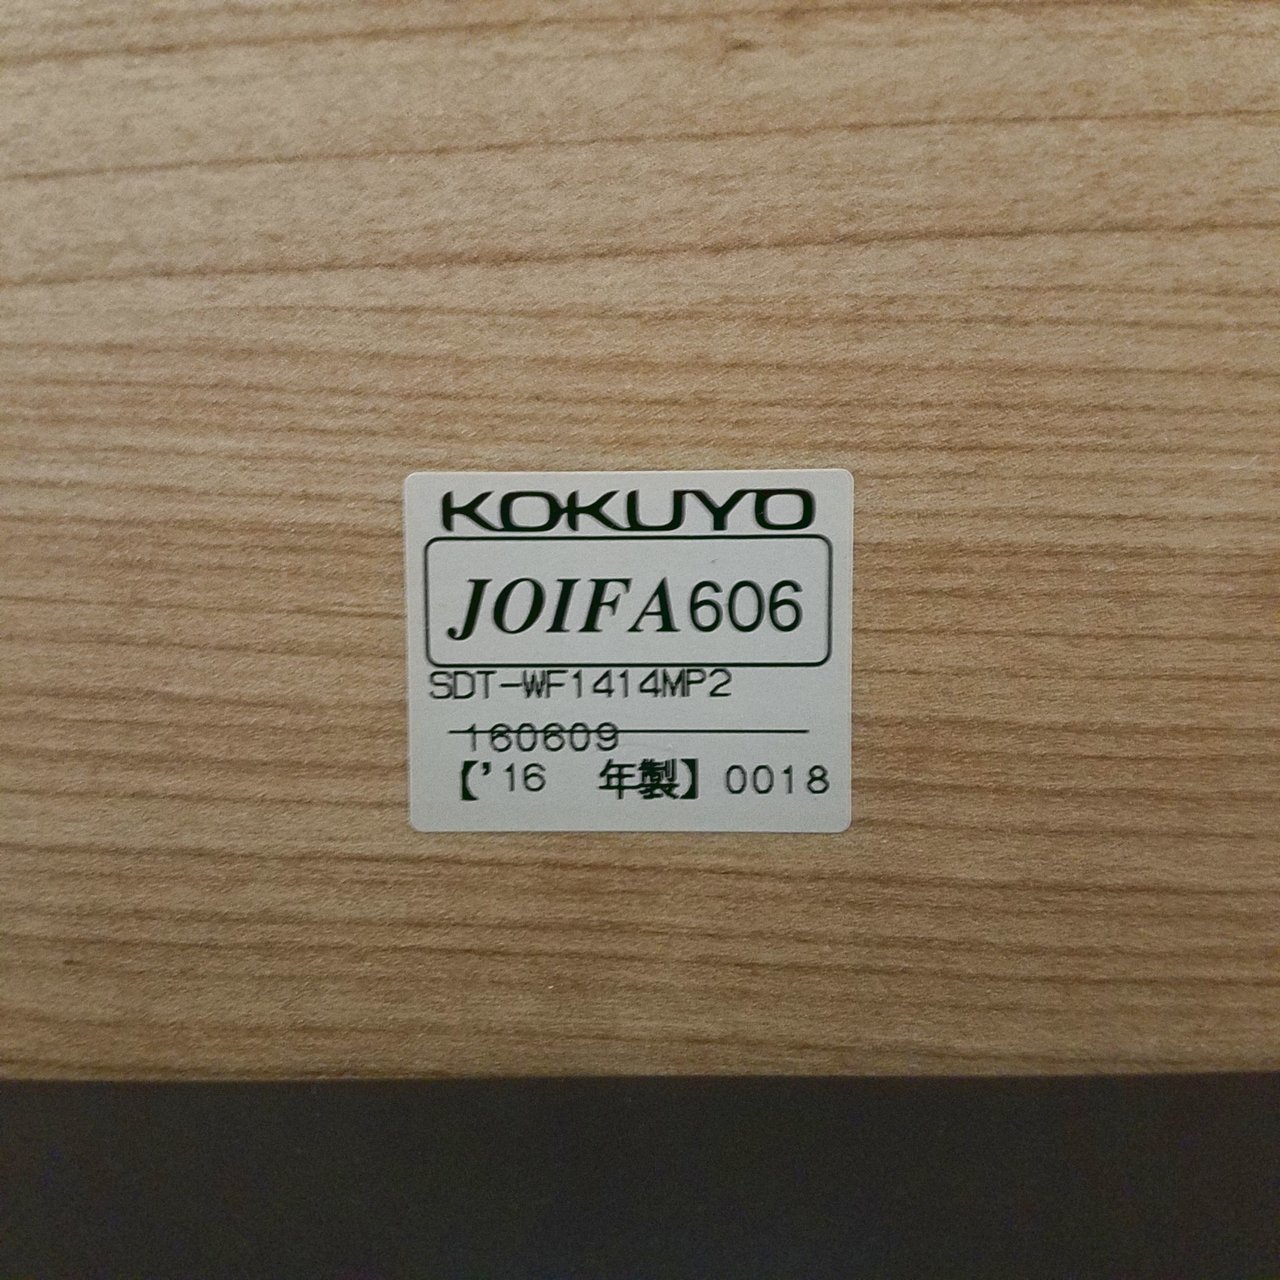 KOKUYO
JOIFA606
SDT-WF1414MP2
160609
【'16 年製】0018